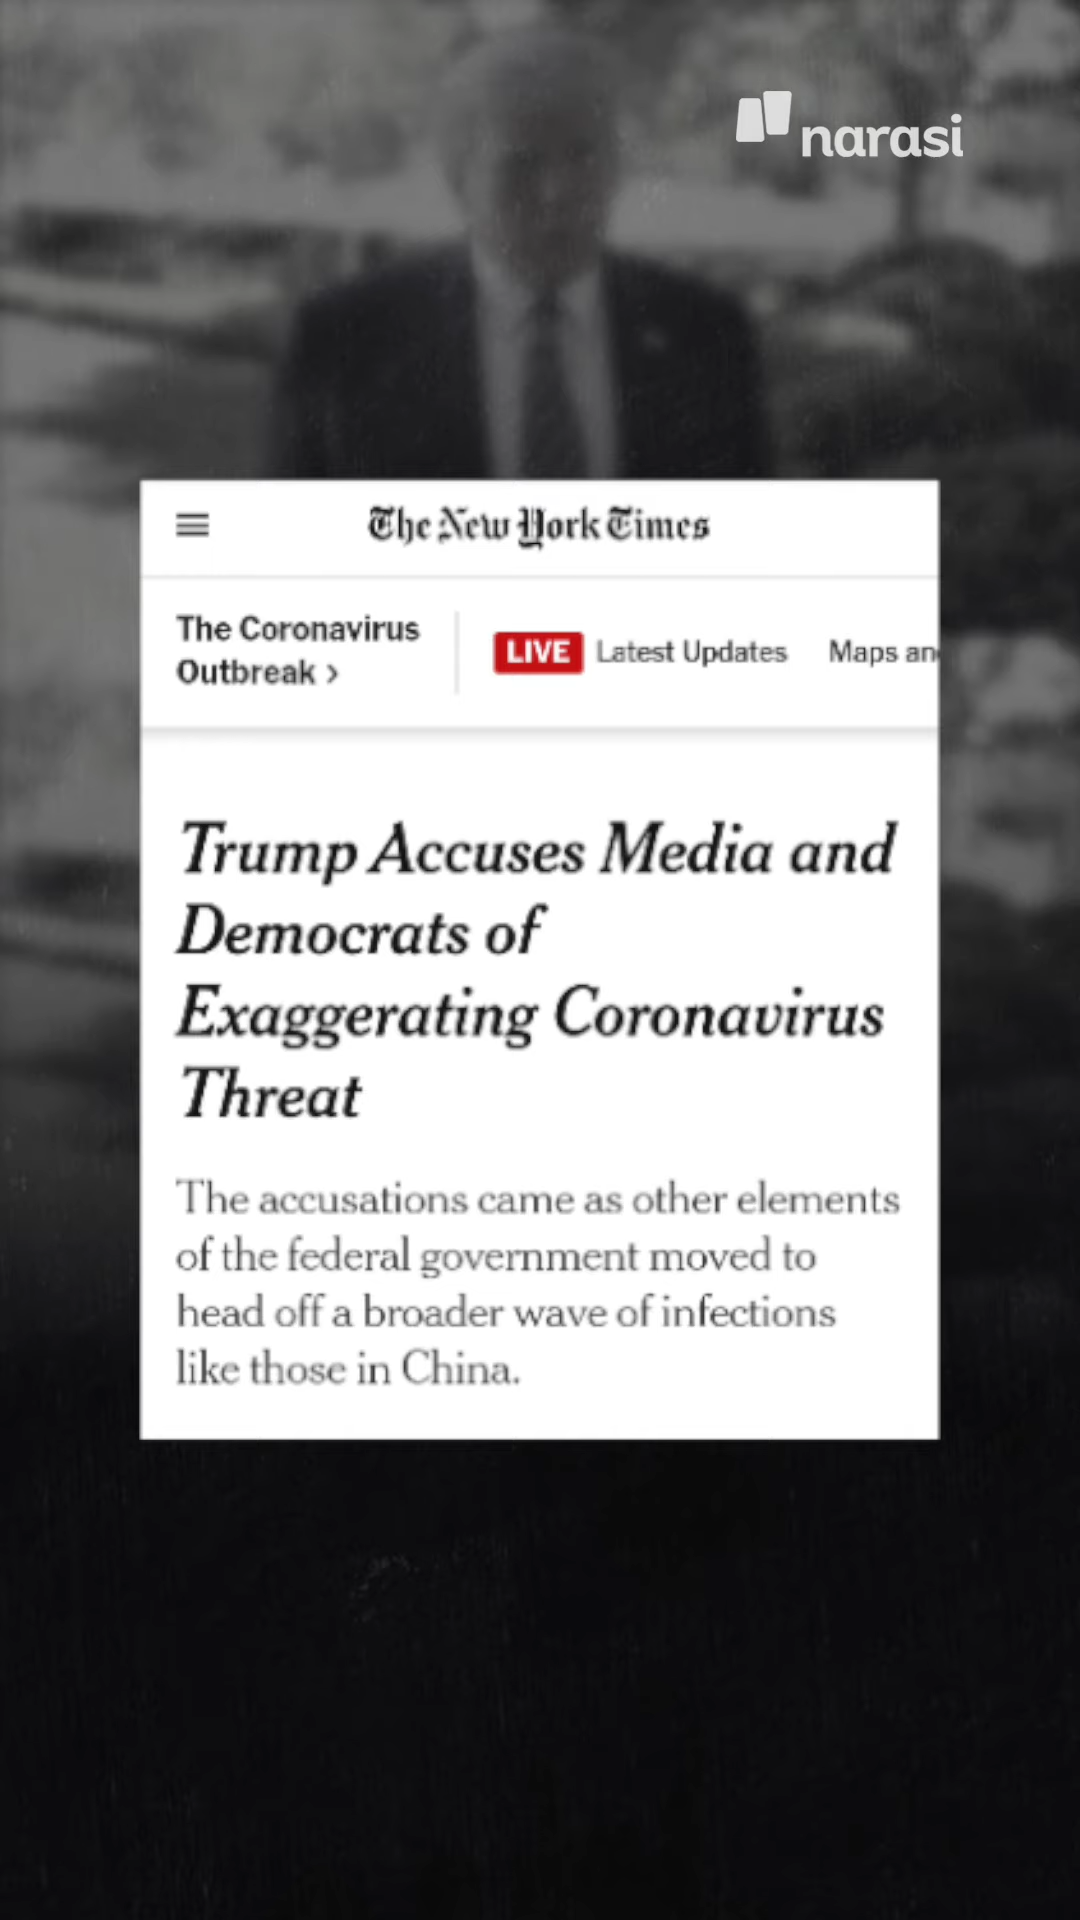 narasi
The New York Times
The Coronavirus
Outbreak >
LIVE Latest Updates Maps an
Trump Accuses Media and
Democrats of
Exaggerating Coronavirus
Threat
The accusations came as other elements
of the federal government moved to
head off a broader wave of infections
like those in China.